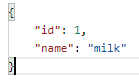 {
    "id": 1,
    "name": "milk"
}